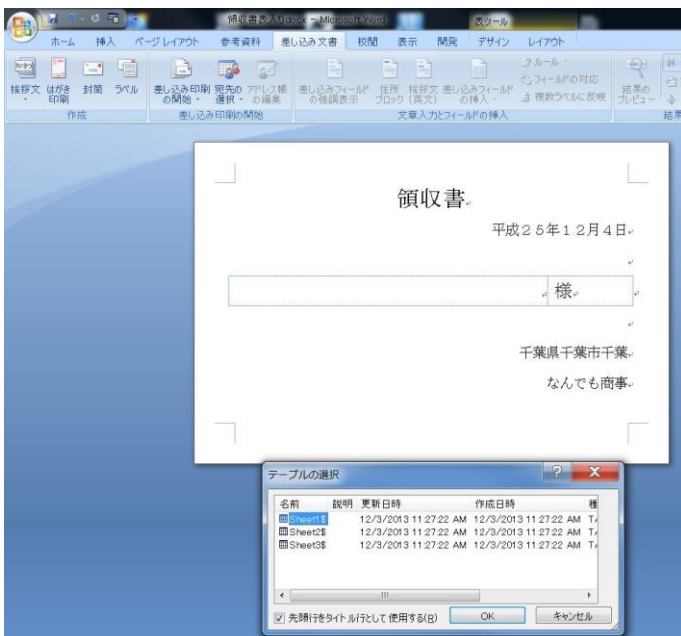 領収書表入り.docx - Microsoft Word 表ツール
ホーム 挿入 ページ レイアウト 参考資料 差し込み文書 校閲 表示 開発 デザイン レイアウト
挨拶文 はがき印刷 封筒 ラベル
作成
差し込み印刷の開始 宛先の選択 アドレス帳の編集
差し込み印刷の開始
差し込みフィールドの強調表示 住所ブロック 挨拶文(英文) 差し込みフィールドの挿入
ルール
フィールドの対応
複数ラベルに反映
文章入力とフィールドの挿入
結果のプレビュー
結果
領収書
平成25年12月4日
様
千葉県千葉市千葉
なんでも商事
テーブルの選択
名前 説明 更新日時 作成日時 種
Sheet1$ 12/3/2013 11:27:22 AM 12/3/2013 11:27:22 AM TA
Sheet2$ 12/3/2013 11:27:22 AM 12/3/2013 11:27:22 AM TA
Sheet3$ 12/3/2013 11:27:22 AM 12/3/2013 11:27:22 AM TA
先頭行をタイトル行として使用する(R) OK キャンセル